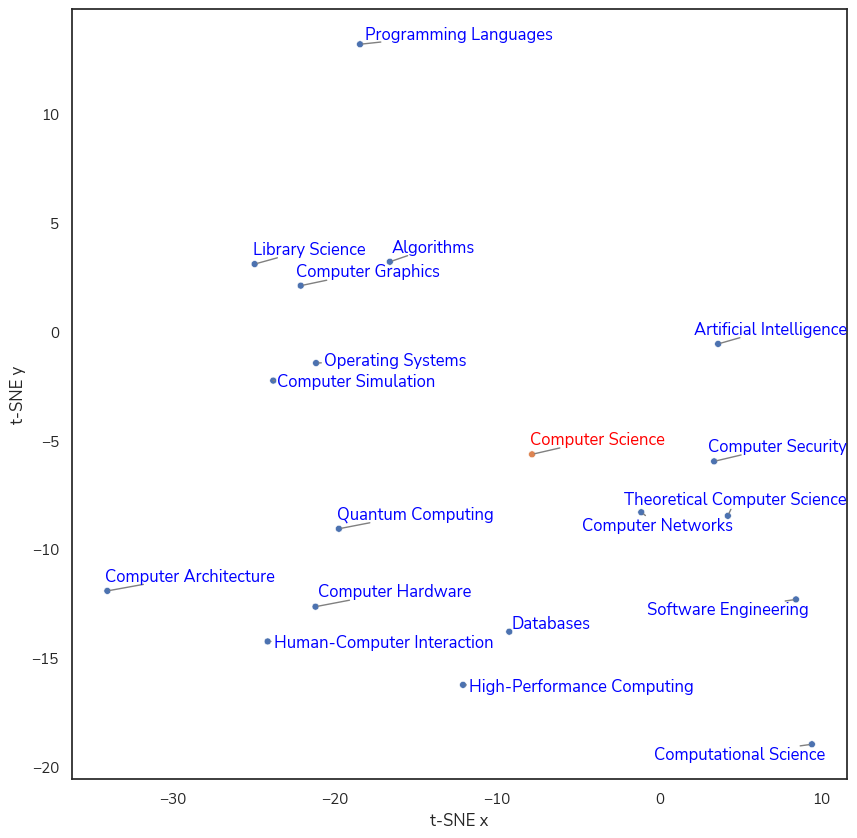 Programming Languages
10
5
Library Science
Algorithms
Computer Graphics
0
Artificial Intelligence
Operating Systems
Computer Simulation
t-SNE y
−5
Computer Science
Computer Security
Theoretical Computer Science
Quantum Computing
Computer Networks
−10
Computer Architecture
Computer Hardware
Software Engineering
Databases
Human-Computer Interaction
−15
High-Performance Computing
Computational Science
−20
−30
−20
−10
0
10
t-SNE x